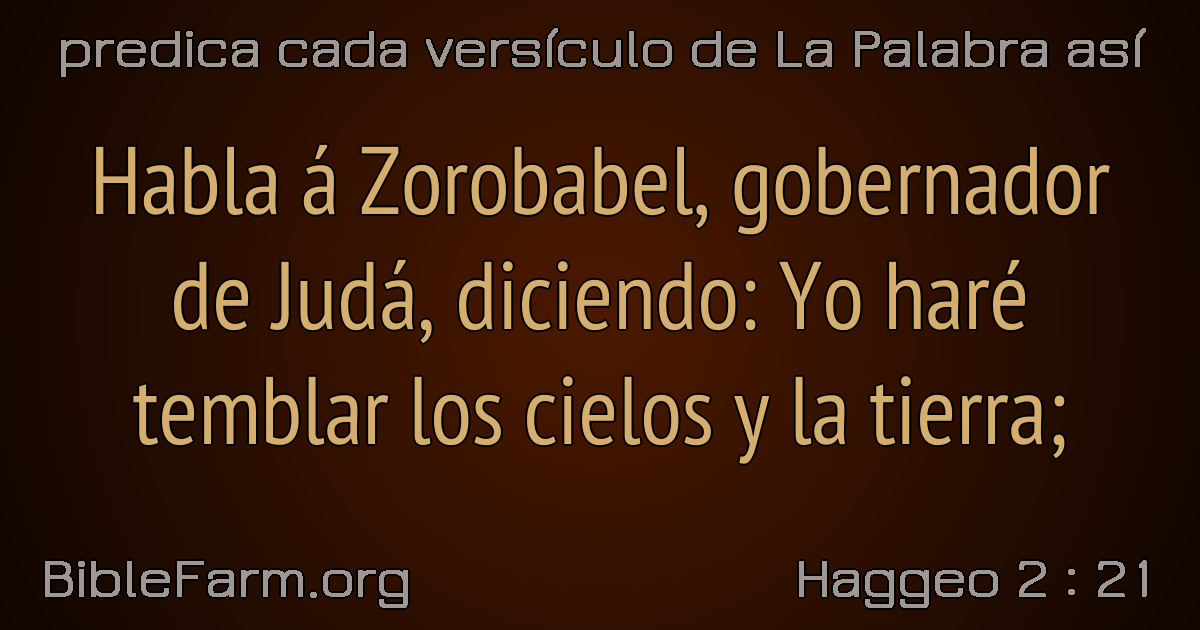 predica cada versículo de La Palabra así
Habla á Zorobabel, gobernador
de Judá, diciendo: Yo haré
temblar los cielos y la tierra;
BibleFarm.org
Haggeo 2 : 21